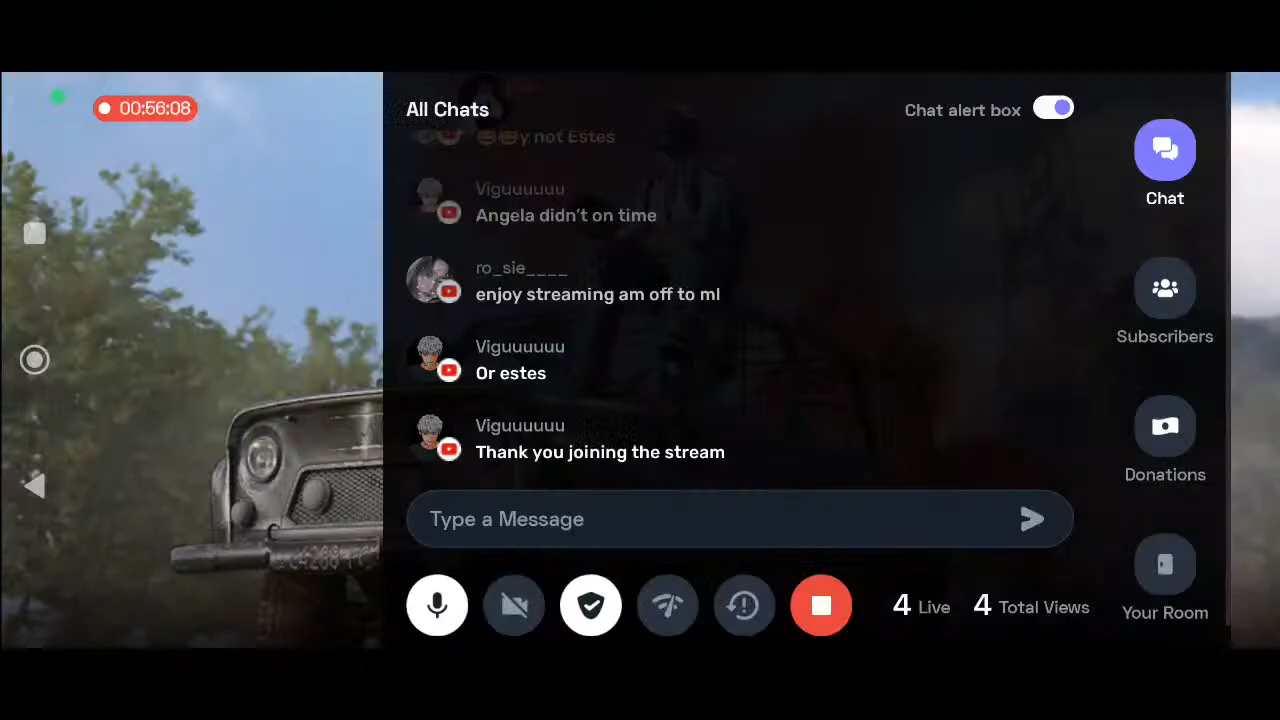 00:56:08
All Chats
Chat alert box
😅😅y not Estes
Viguuuuuu
Angela didn't on time
ro_sie____
enjoy streaming am off to ml
Viguuuuuu
Or estes
Viguuuuuu
Thank you joining the stream
Type a Message
4 Live 4 Total Views
Chat
Subscribers
Donations
Your Room